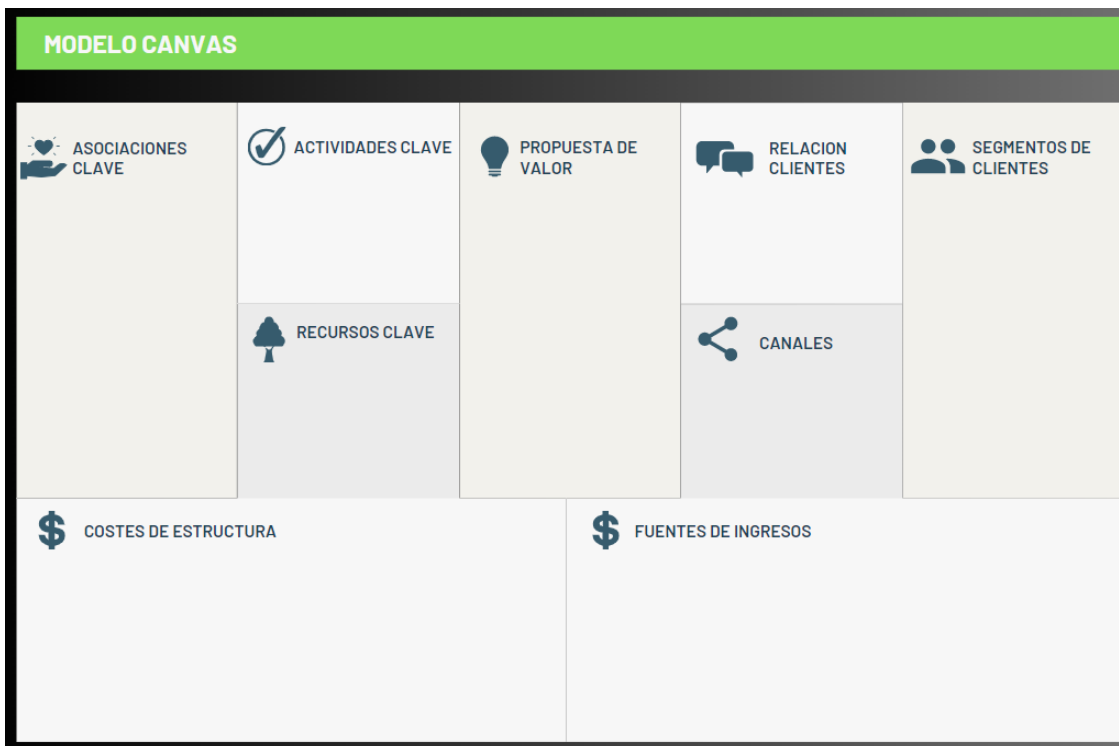 MODELO CANVAS
ASOCIACIONES
CLAVE
ACTIVIDADES CLAVE
RECURSOS CLAVE
PROPUESTA DE
VALOR
RELACION
CLIENTES
CANALES
SEGMENTOS DE
CLIENTES
$ COSTES DE ESTRUCTURA
$ FUENTES DE INGRESOS